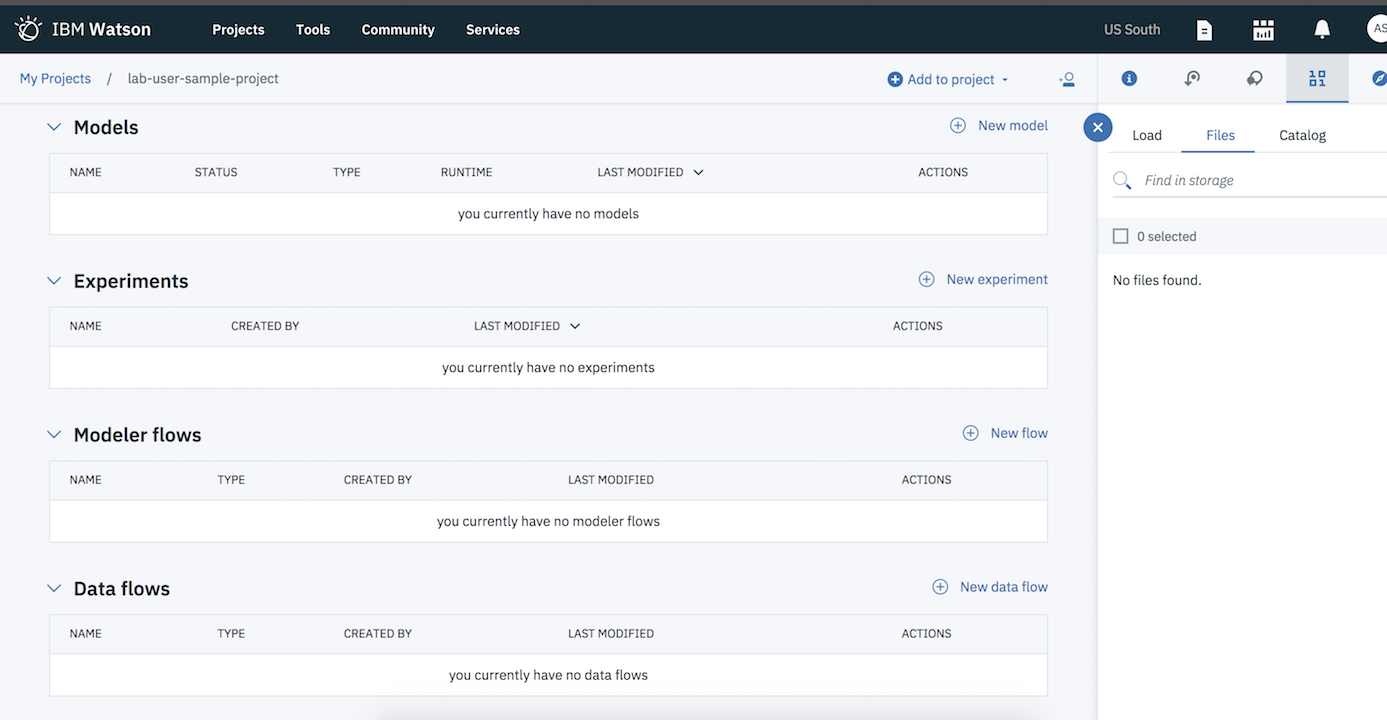 IBM Watson Projects Tools Community Services US South AS
My Projects / lab-user-sample-project Add to project
Models New model
NAME STATUS TYPE RUNTIME LAST MODIFIED ACTIONS
you currently have no models
Experiments New experiment
NAME CREATED BY LAST MODIFIED ACTIONS
you currently have no experiments
Modeler flows New flow
NAME TYPE CREATED BY LAST MODIFIED ACTIONS
you currently have no modeler flows
Data flows New data flow
NAME TYPE CREATED BY LAST MODIFIED ACTIONS
you currently have no data flows
Load Files Catalog
Find in storage
0 selected
No files found.